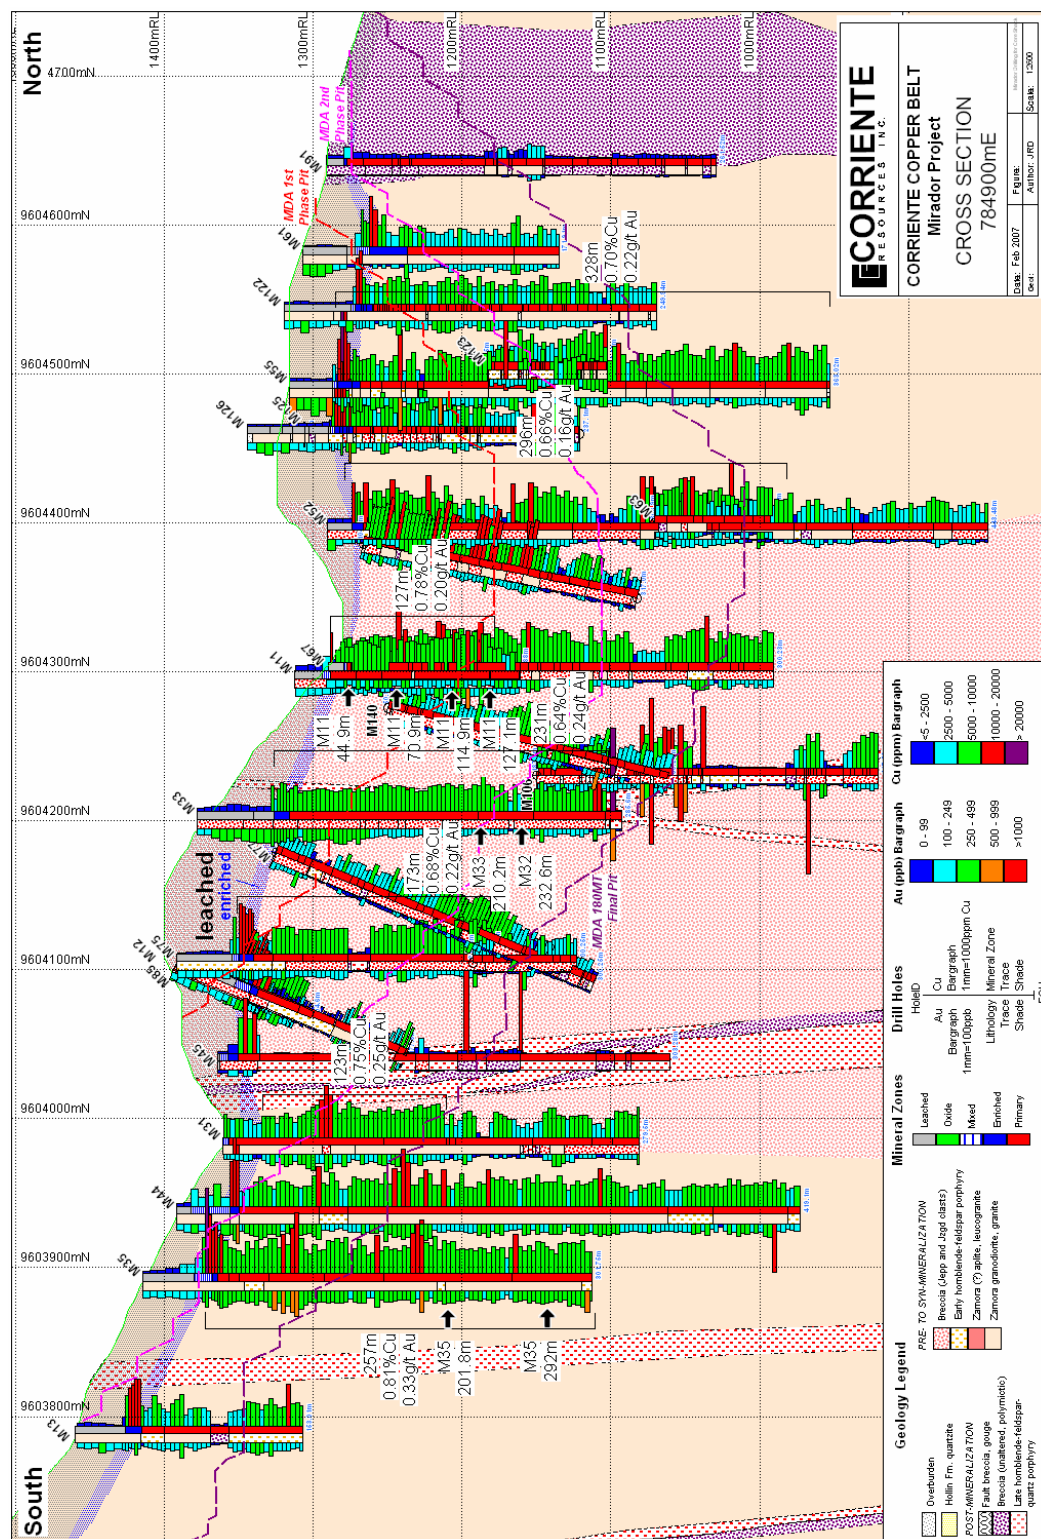 South
North
1400mRL
1300mRL
1200mRL
1100mRL
1000mRL
4700mN
9604600mN
9604500mN
9604400mN
9604300mN
9604200mN
9604100mN
9604000mN
9603900mN
9603800mN
MDA 2nd
Phase Pit
MDA 1st
Phase Pit
MDA 180MT
Final Pit
leached
enriched
M91
M61
M122
M55
M123
M125
M126
M52
M63
M67
M11
M140
M33
M75
M12
M85
M45
M31
M44
M35
M13
328m
0.70%Cu
0.22g/t Au
296m
0.66%Cu
0.16g/t Au
127m
0.78%Cu
0.20g/t Au
M11
44.9m
M11
70.9m
M11
114.9m
M11
127.1m
231m
0.64%Cu
0.24g/t Au
173m
0.68%Cu
0.22g/t Au
M33
210.2m
M32
232.6m
123m
0.75%Cu
0.25g/t Au
257m
0.81%Cu
0.33g/t Au
M35
201.8m
M35
292m
CORRIENTE
RESOURCES INC.
CORRIENTE COPPER BELT
Mirador Project
CROSS SECTION
784900mE
Date: Feb 2007
Figure:
Geol:
Author: JRD
Scale: 1:2500
Geology Legend
Overburden
Hollin Fm. quartzite
POST-MINERALIZATION
Fault breccia, gouge
Breccia (unaltered, polymictic)
Late hornblende-feldspar-
quartz porphyry
PRE- TO SYN-MINERALIZATION
Breccia (Jepp and Jzgd clasts)
Early hornblende-feldspar porphyry
Zamora (?) aplite, leucogranite
Zamora granodiorite, granite
Mineral Zones
Leached
Oxide
Mixed
Enriched
Primary
Drill Holes
HoleID
Au
Bargraph
1mm=100ppb
Cu
Bargraph
1mm=1000ppm Cu
Lithology
Trace
Shade
Mineral Zone
Trace
Shade
EOH
Au (ppb) Bargraph
0 - 99
100 - 249
250 - 499
500 - 999
>1000
Cu (ppm) Bargraph
<5 - 2500
2500 - 5000
5000 - 10000
10000 - 20000
> 20000